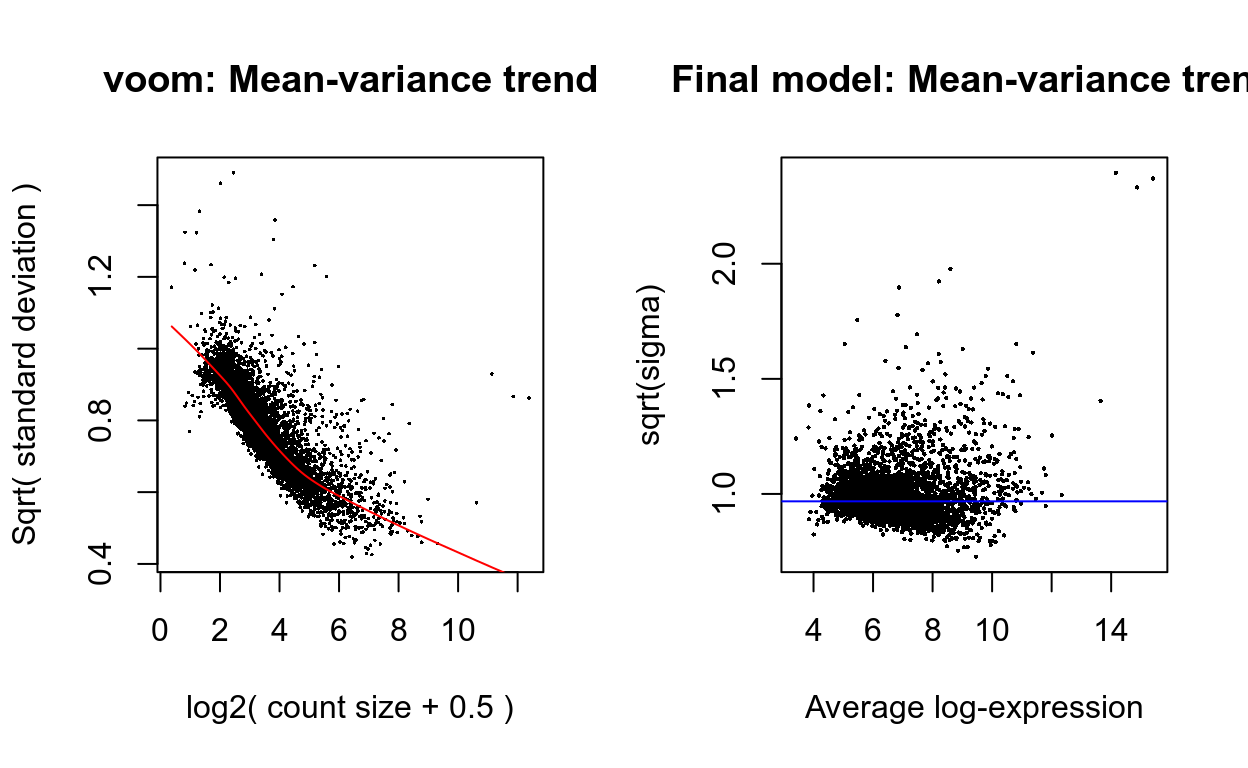 voom: Mean-variance trend
Sqrt( standard deviation )
0.4 0.8 1.2
0 2 4 6 8 10
log2( count size + 0.5 )
Final model: Mean-variance tren
sqrt(sigma)
1.0 1.5 2.0
4 6 8 10 14
Average log-expression